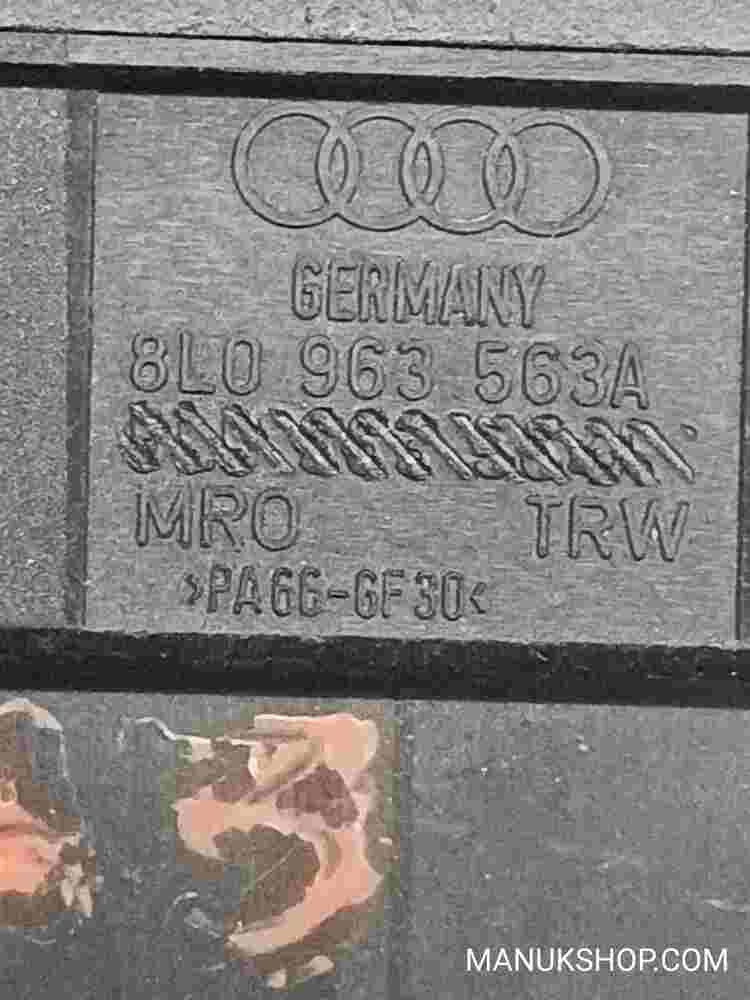 GERMANY
8L0 963 563A
MRO TRW
>PA66-GF30<
MANUKSHOP.COM